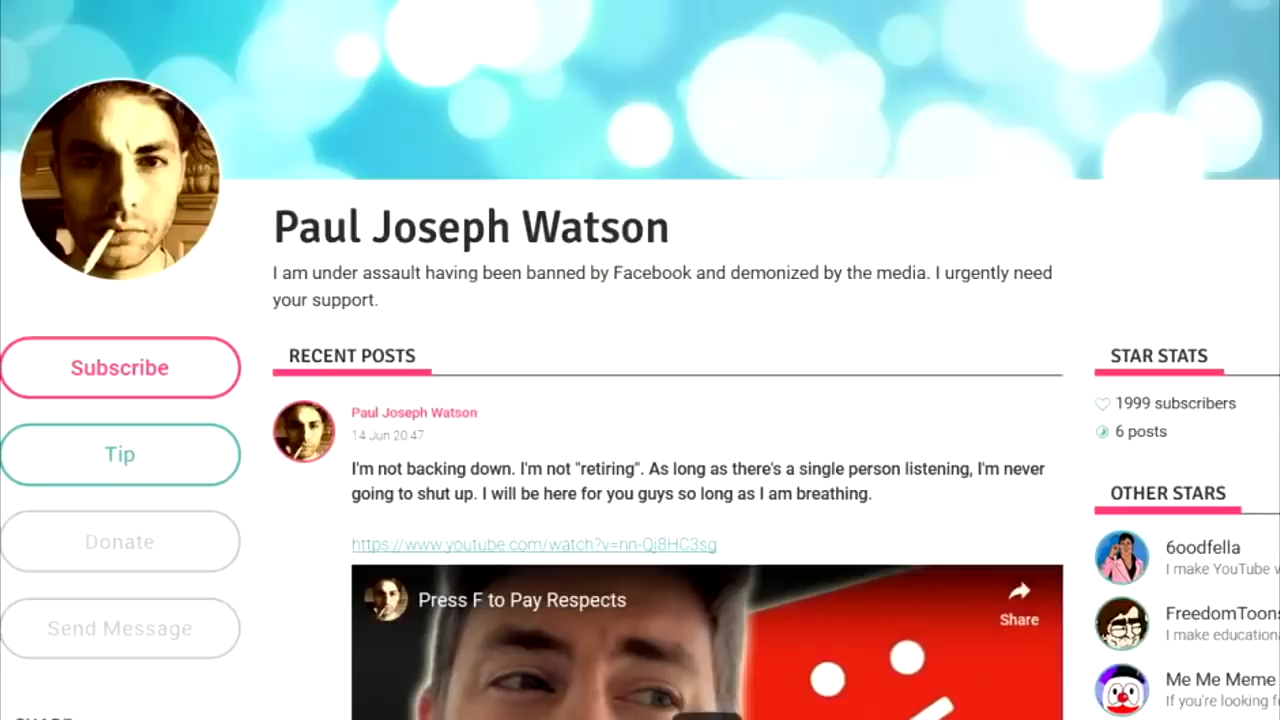 Paul Joseph Watson
I am under assault having been banned by Facebook and demonized by the media. I urgently need
your support.
Subscribe
Tip
Donate
Send Message
RECENT POSTS
Paul Joseph Watson
14 Jun 20:47
I'm not backing down. I'm not "retiring". As long as there's a single person listening, I'm never
going to shut up. I will be here for you guys so long as I am breathing.
https://www.youtube.com/watch?v=nn-Qj8HC3sg
Press F to Pay Respects
Share
STAR STATS
1999 subscribers
6 posts
OTHER STARS
6oodfella
I make YouTube v
FreedomToons
I make educationa
Me Me Meme
If you're looking f